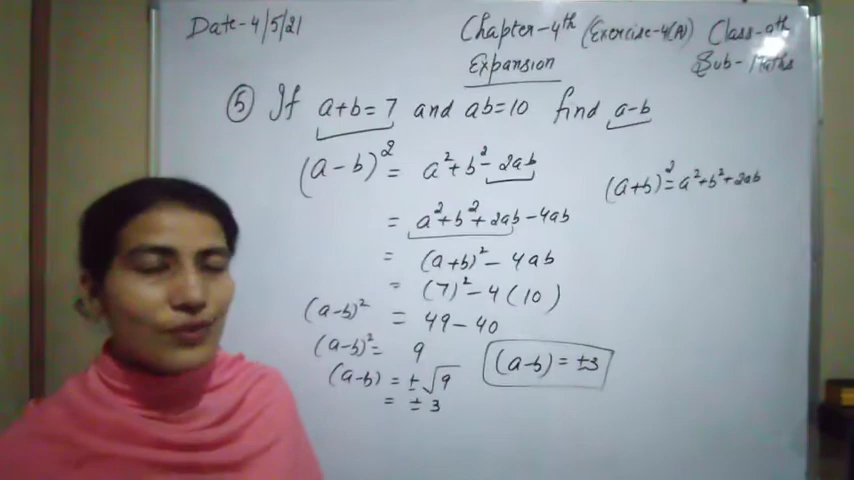 Date-4/5/21
Chapter-4th (Exercise-4(A)) Class-9th
Expansion
Sub-Maths
⑤ If a+b=7 and ab=10 find a-b
(a-b)² = a²+b²-2ab
(a+b)²=a²+b²+2ab
= a²+b²+2ab-4ab
= (a+b)²-4ab
= (7)²-4(10)
(a-b)² = 49-40
(a-b)²= 9
(a-b) = ±√9
= ±3
(a-b) = ±3